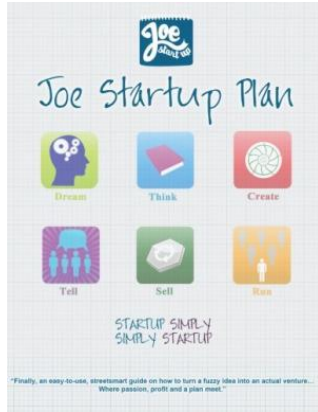 Joe
start up
Joe Startup Plan
Dream
Think
Create
Tell
Sell
Run
STARTUP SIMPLY
SIMPLY STARTUP
"Finally, an easy-to-use, streetsmart guide on how to turn a fuzzy idea into an actual venture...
Where passion, profit and a plan meet."